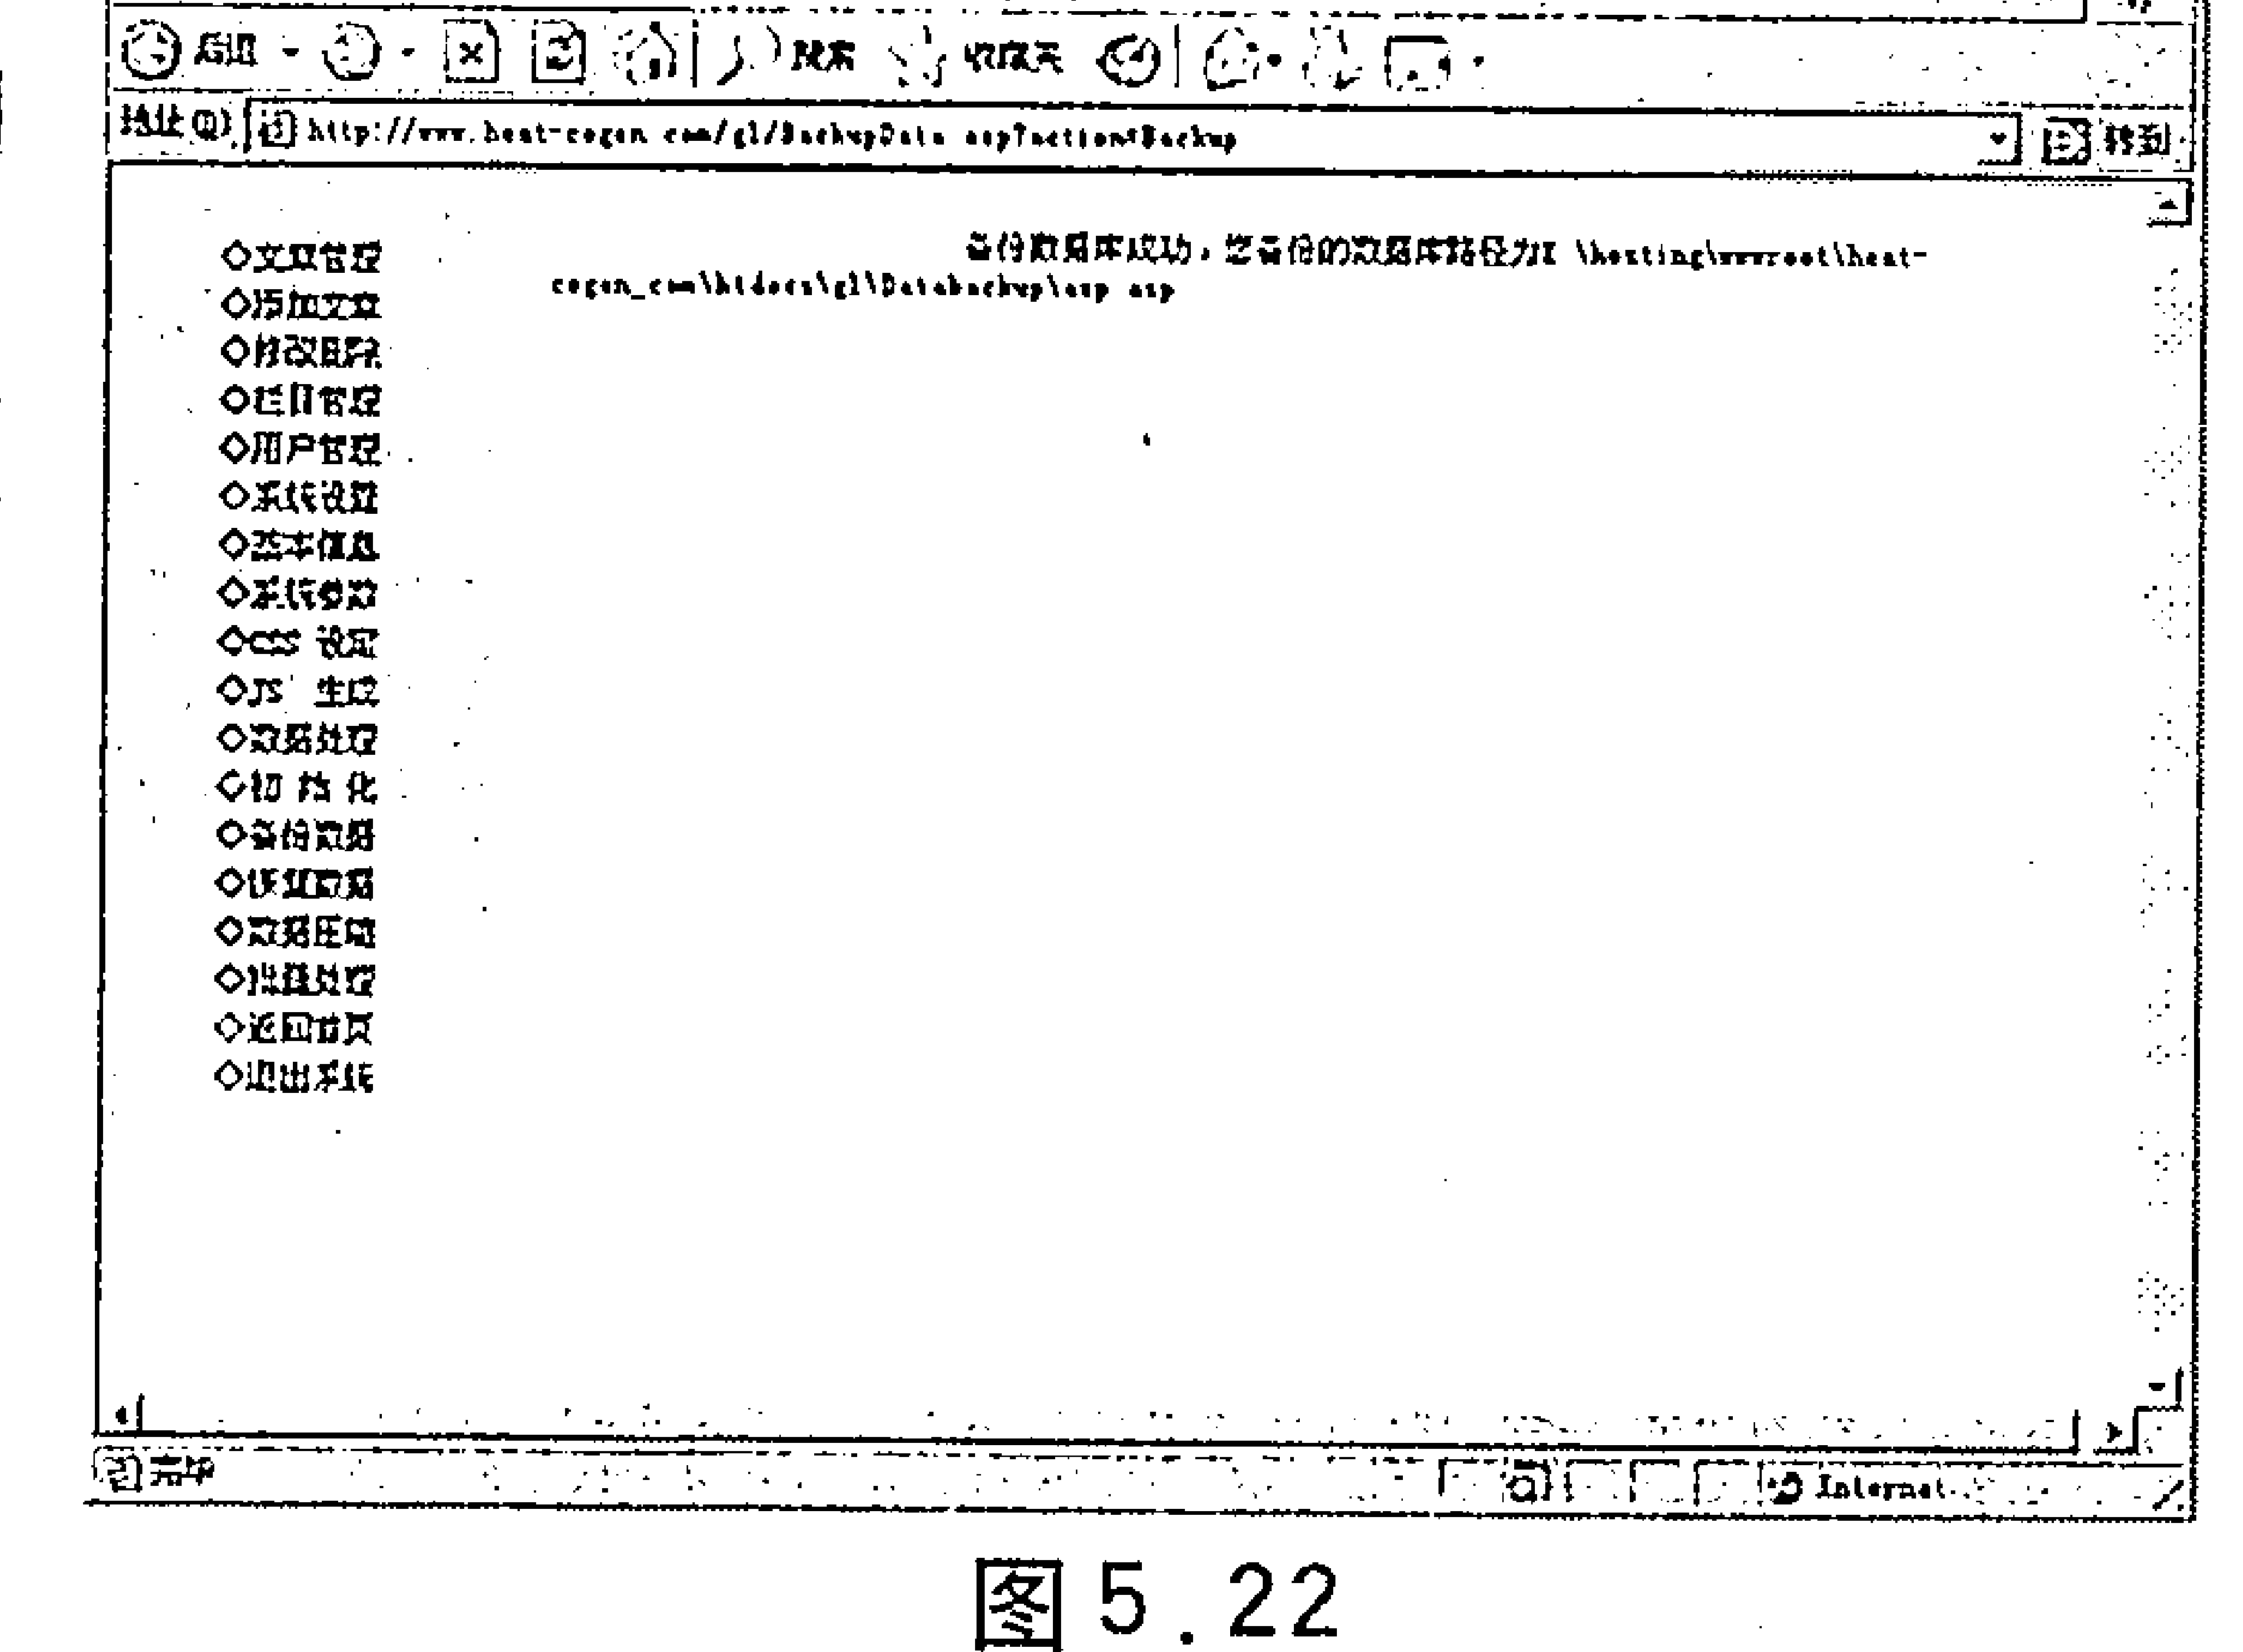 后退 搜索 收藏夹
地址(D) http://www.heat-cogen.com/gl/BackupData.asp?action=Backup 转到
备份数据库成功,您备份的数据库路径为 \hosting\wwwroot\heat-
cogen_com\htdocs\gl\Databackup\asp.asp
◇文章管理
◇添加文章
◇修改删除
◇栏目管理
◇用户管理
◇系统设置
◇基本信息
◇系统参数
◇CSS 设定
◇JS 生成
◇数据处理
◇初 始 化
◇备份数据
◇恢复数据
◇数据压缩
◇批量处理
◇返回首页
◇退出系统
完毕 Internet
图5.22